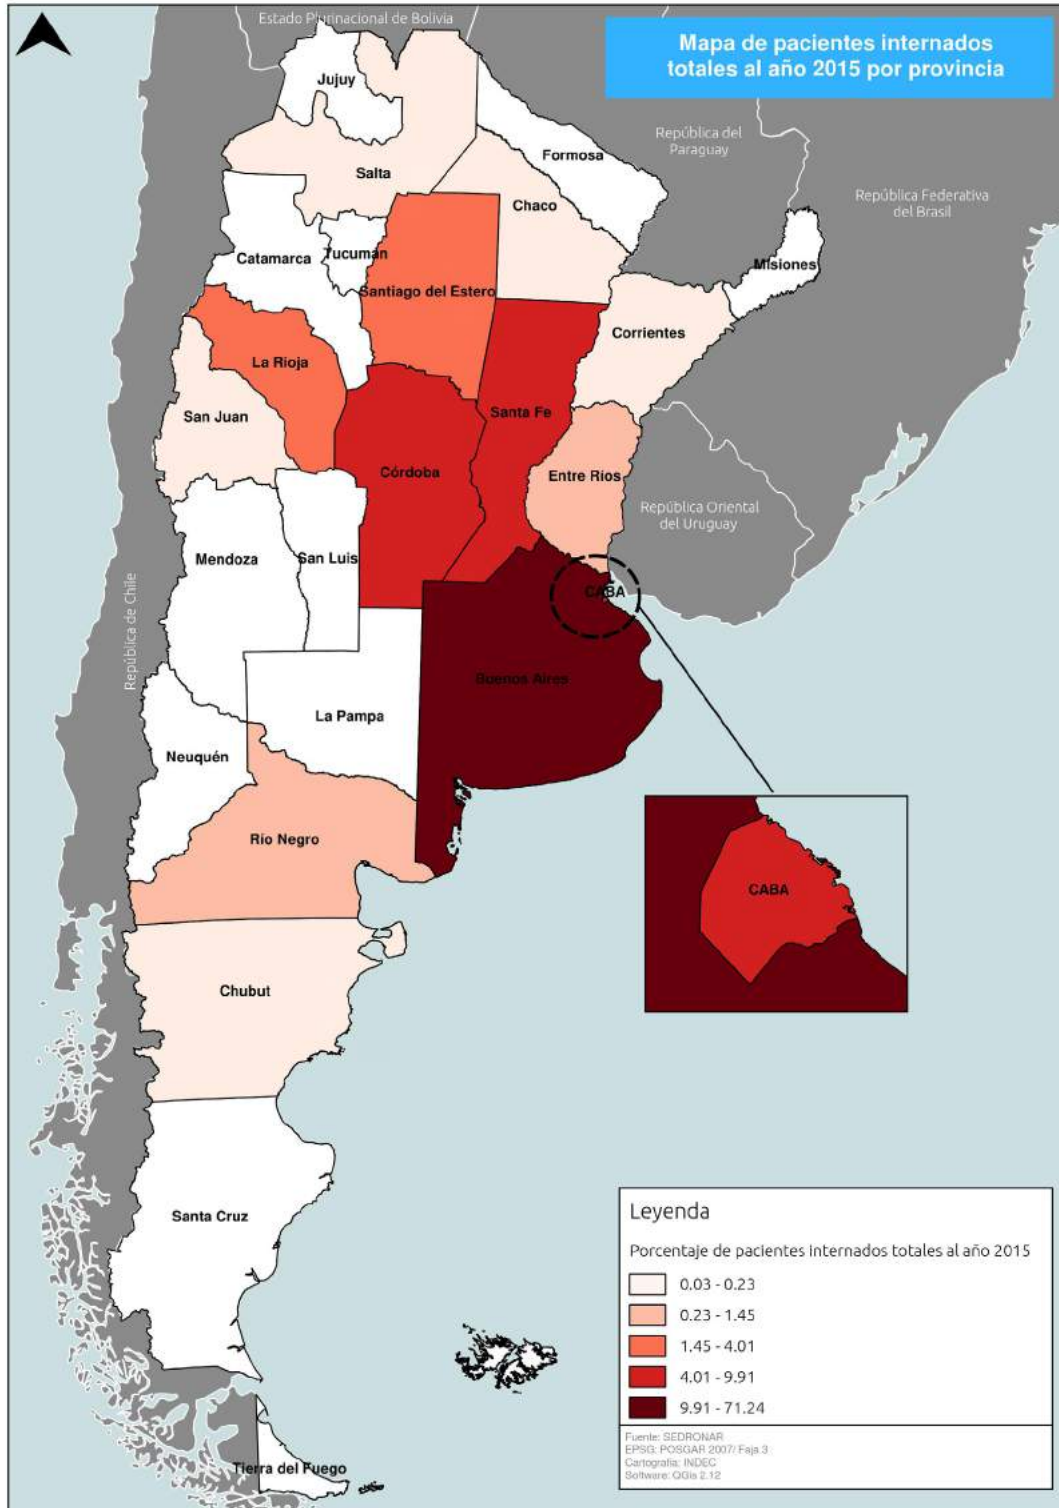 Estado Plurinacional de Bolivia
Mapa de pacientes internados
totales al año 2015 por provincia
Jujuy
República del
Paraguay
Formosa
Salta
Chaco
República Federativa
del Brasil
Tucumán
Catamarca
Misiones
Santiago del Estero
Corrientes
La Rioja
San Juan
Santa Fe
Córdoba
Entre Ríos
República Oriental
del Uruguay
Mendoza
San Luis
CABA
República de Chile
Buenos Aires
La Pampa
Neuquén
Río Negro
CABA
Chubut
Santa Cruz
Tierra del Fuego
Leyenda
Porcentaje de pacientes internados totales al año 2015
0.03 - 0.23
0.23 - 1.45
1.45 - 4.01
4.01 - 9.91
9.91 - 71.24
Fuente: SEDRONAR
EPSG: POSGAR 2007/ Faja 3
Cartografía: INDEC
Software: QGis 2.12